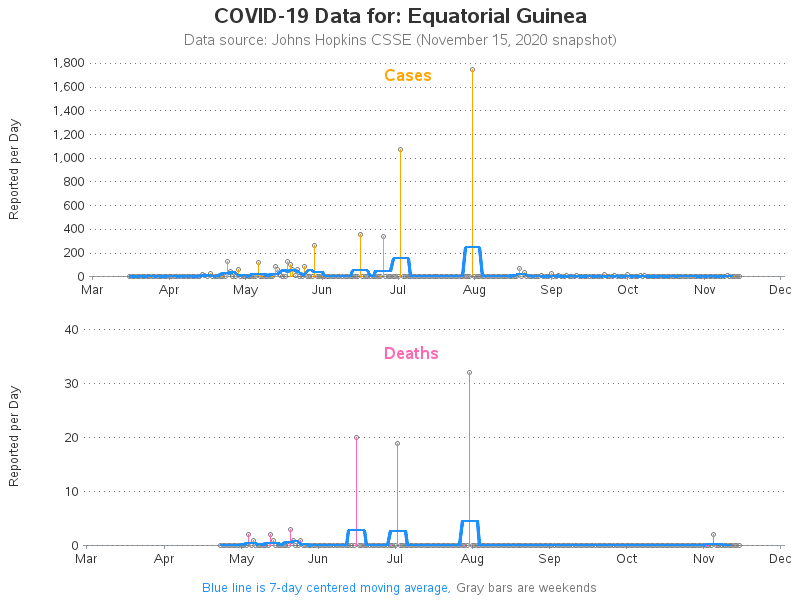 COVID-19 Data for: Equatorial Guinea
Data source: Johns Hopkins CSSE (November 15, 2020 snapshot)
Cases
Reported per Day
1,800
1,600
1,400
1,200
1,000
800
600
400
200
0
Mar Apr May Jun Jul Aug Sep Oct Nov Dec
Deaths
Reported per Day
40
30
20
10
0
Mar Apr May Jun Jul Aug Sep Oct Nov Dec
Blue line is 7-day centered moving average, Gray bars are weekends